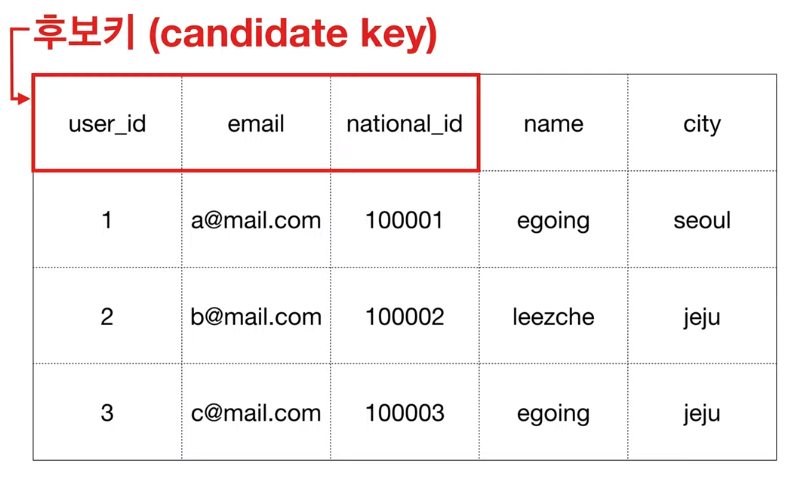 후보키 (candidate key)
user_id email national_id name city
1 a@mail.com 100001 egoing seoul
2 b@mail.com 100002 leezche jeju
3 c@mail.com 100003 egoing jeju